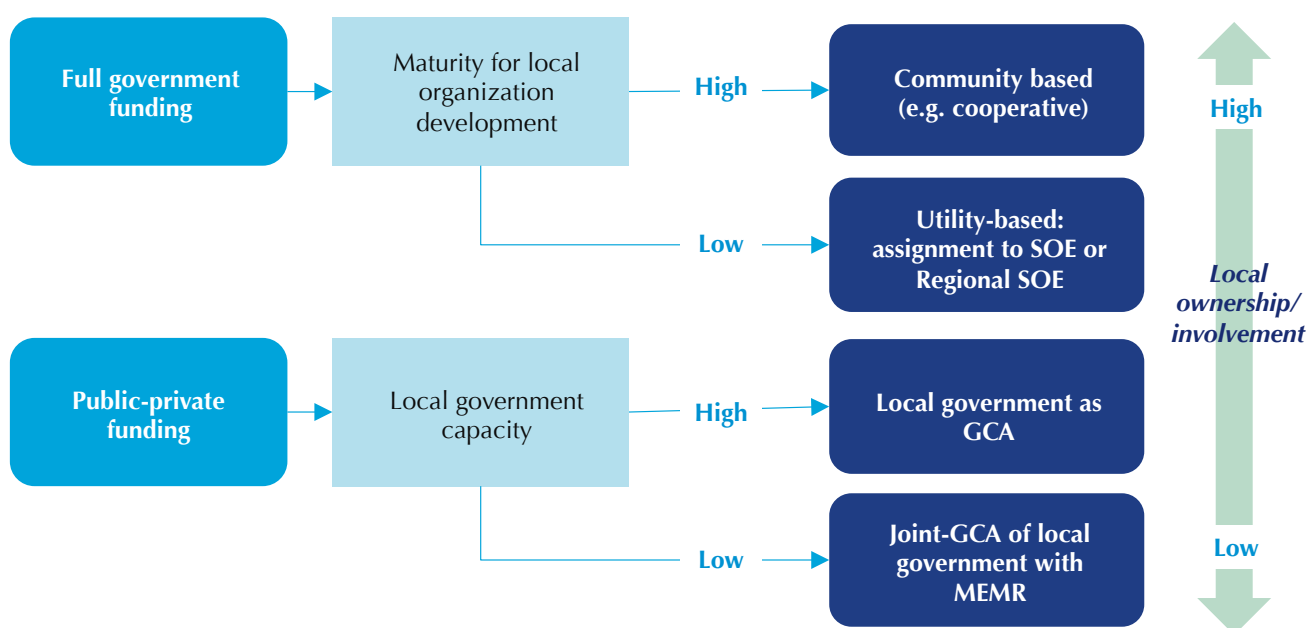 Full government
funding
Maturity for local
organization
development
High
Community based
(e.g. cooperative)
Low
Utility-based:
assignment to SOE or
Regional SOE
Public-private
funding
Local government
capacity
High
Local government as
GCA
Low
Joint-GCA of local
government with
MEMR
High
Local
ownership/
involvement
Low